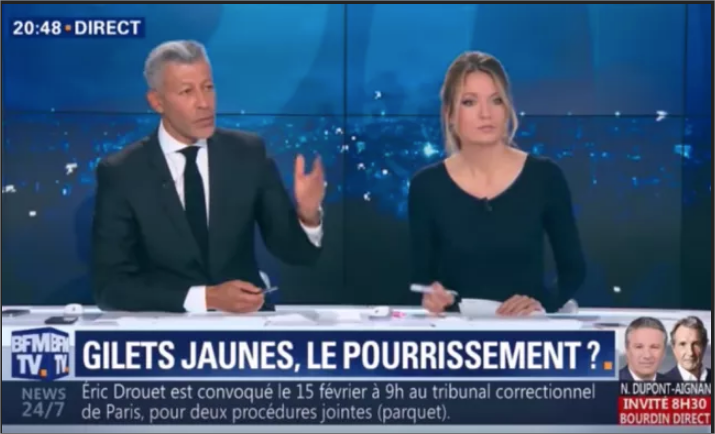 20:48 • DIRECT
BFM TV.
GILETS JAUNES, LE POURRISSEMENT ?
N. DUPONT-AIGNAN
INVITÉ 8H30
BOURDIN DIRECT
NEWS 24/7
Éric Drouet est convoqué le 15 février à 9h au tribunal correctionnel
de Paris, pour deux procédures jointes (parquet).